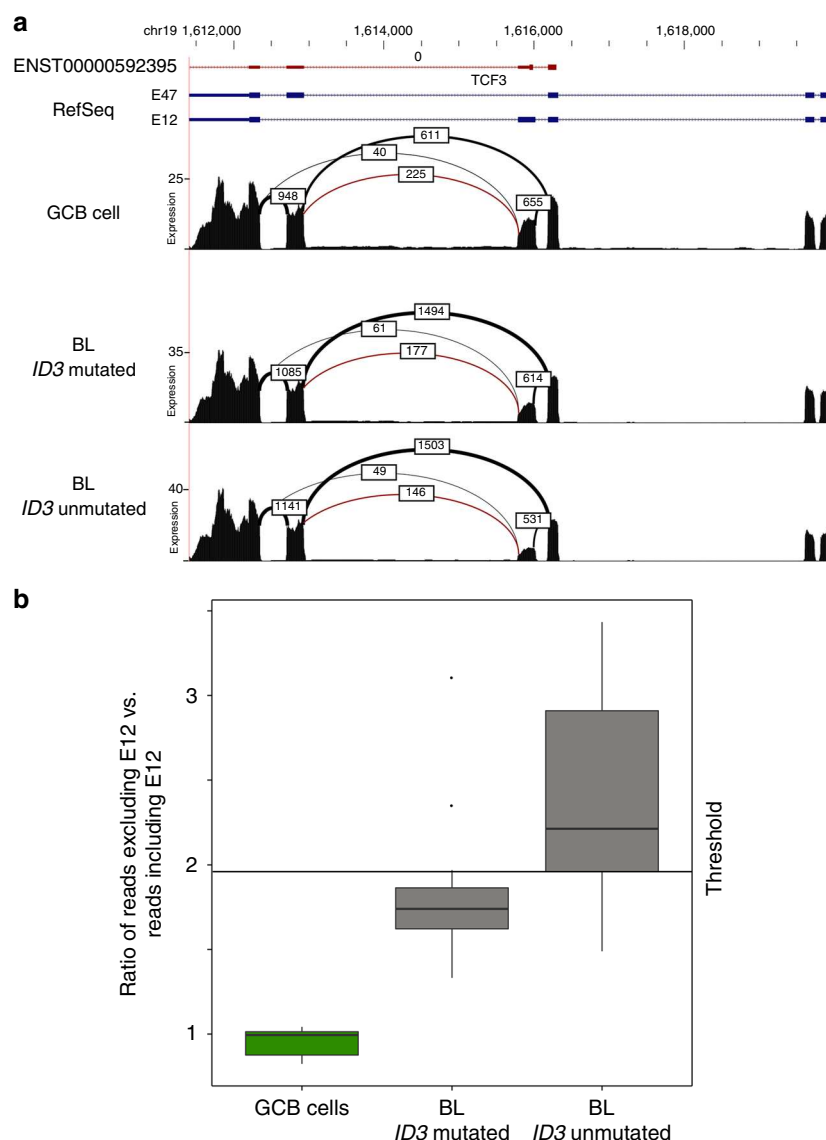 a
chr19 1,612,000 1,614,000 1,616,000 1,618,000
0
ENST00000592395
TCF3
RefSeq
E47
E12
GCB cell
Expression
25
611
40
225
948
655
BL
ID3 mutated
Expression
35
1494
61
177
1085
614
BL
ID3 unmutated
Expression
40
1503
49
146
1141
531
b
Ratio of reads excluding E12 vs.
reads including E12
3
2
1
Threshold
GCB cells
BL
ID3 mutated
BL
ID3 unmutated